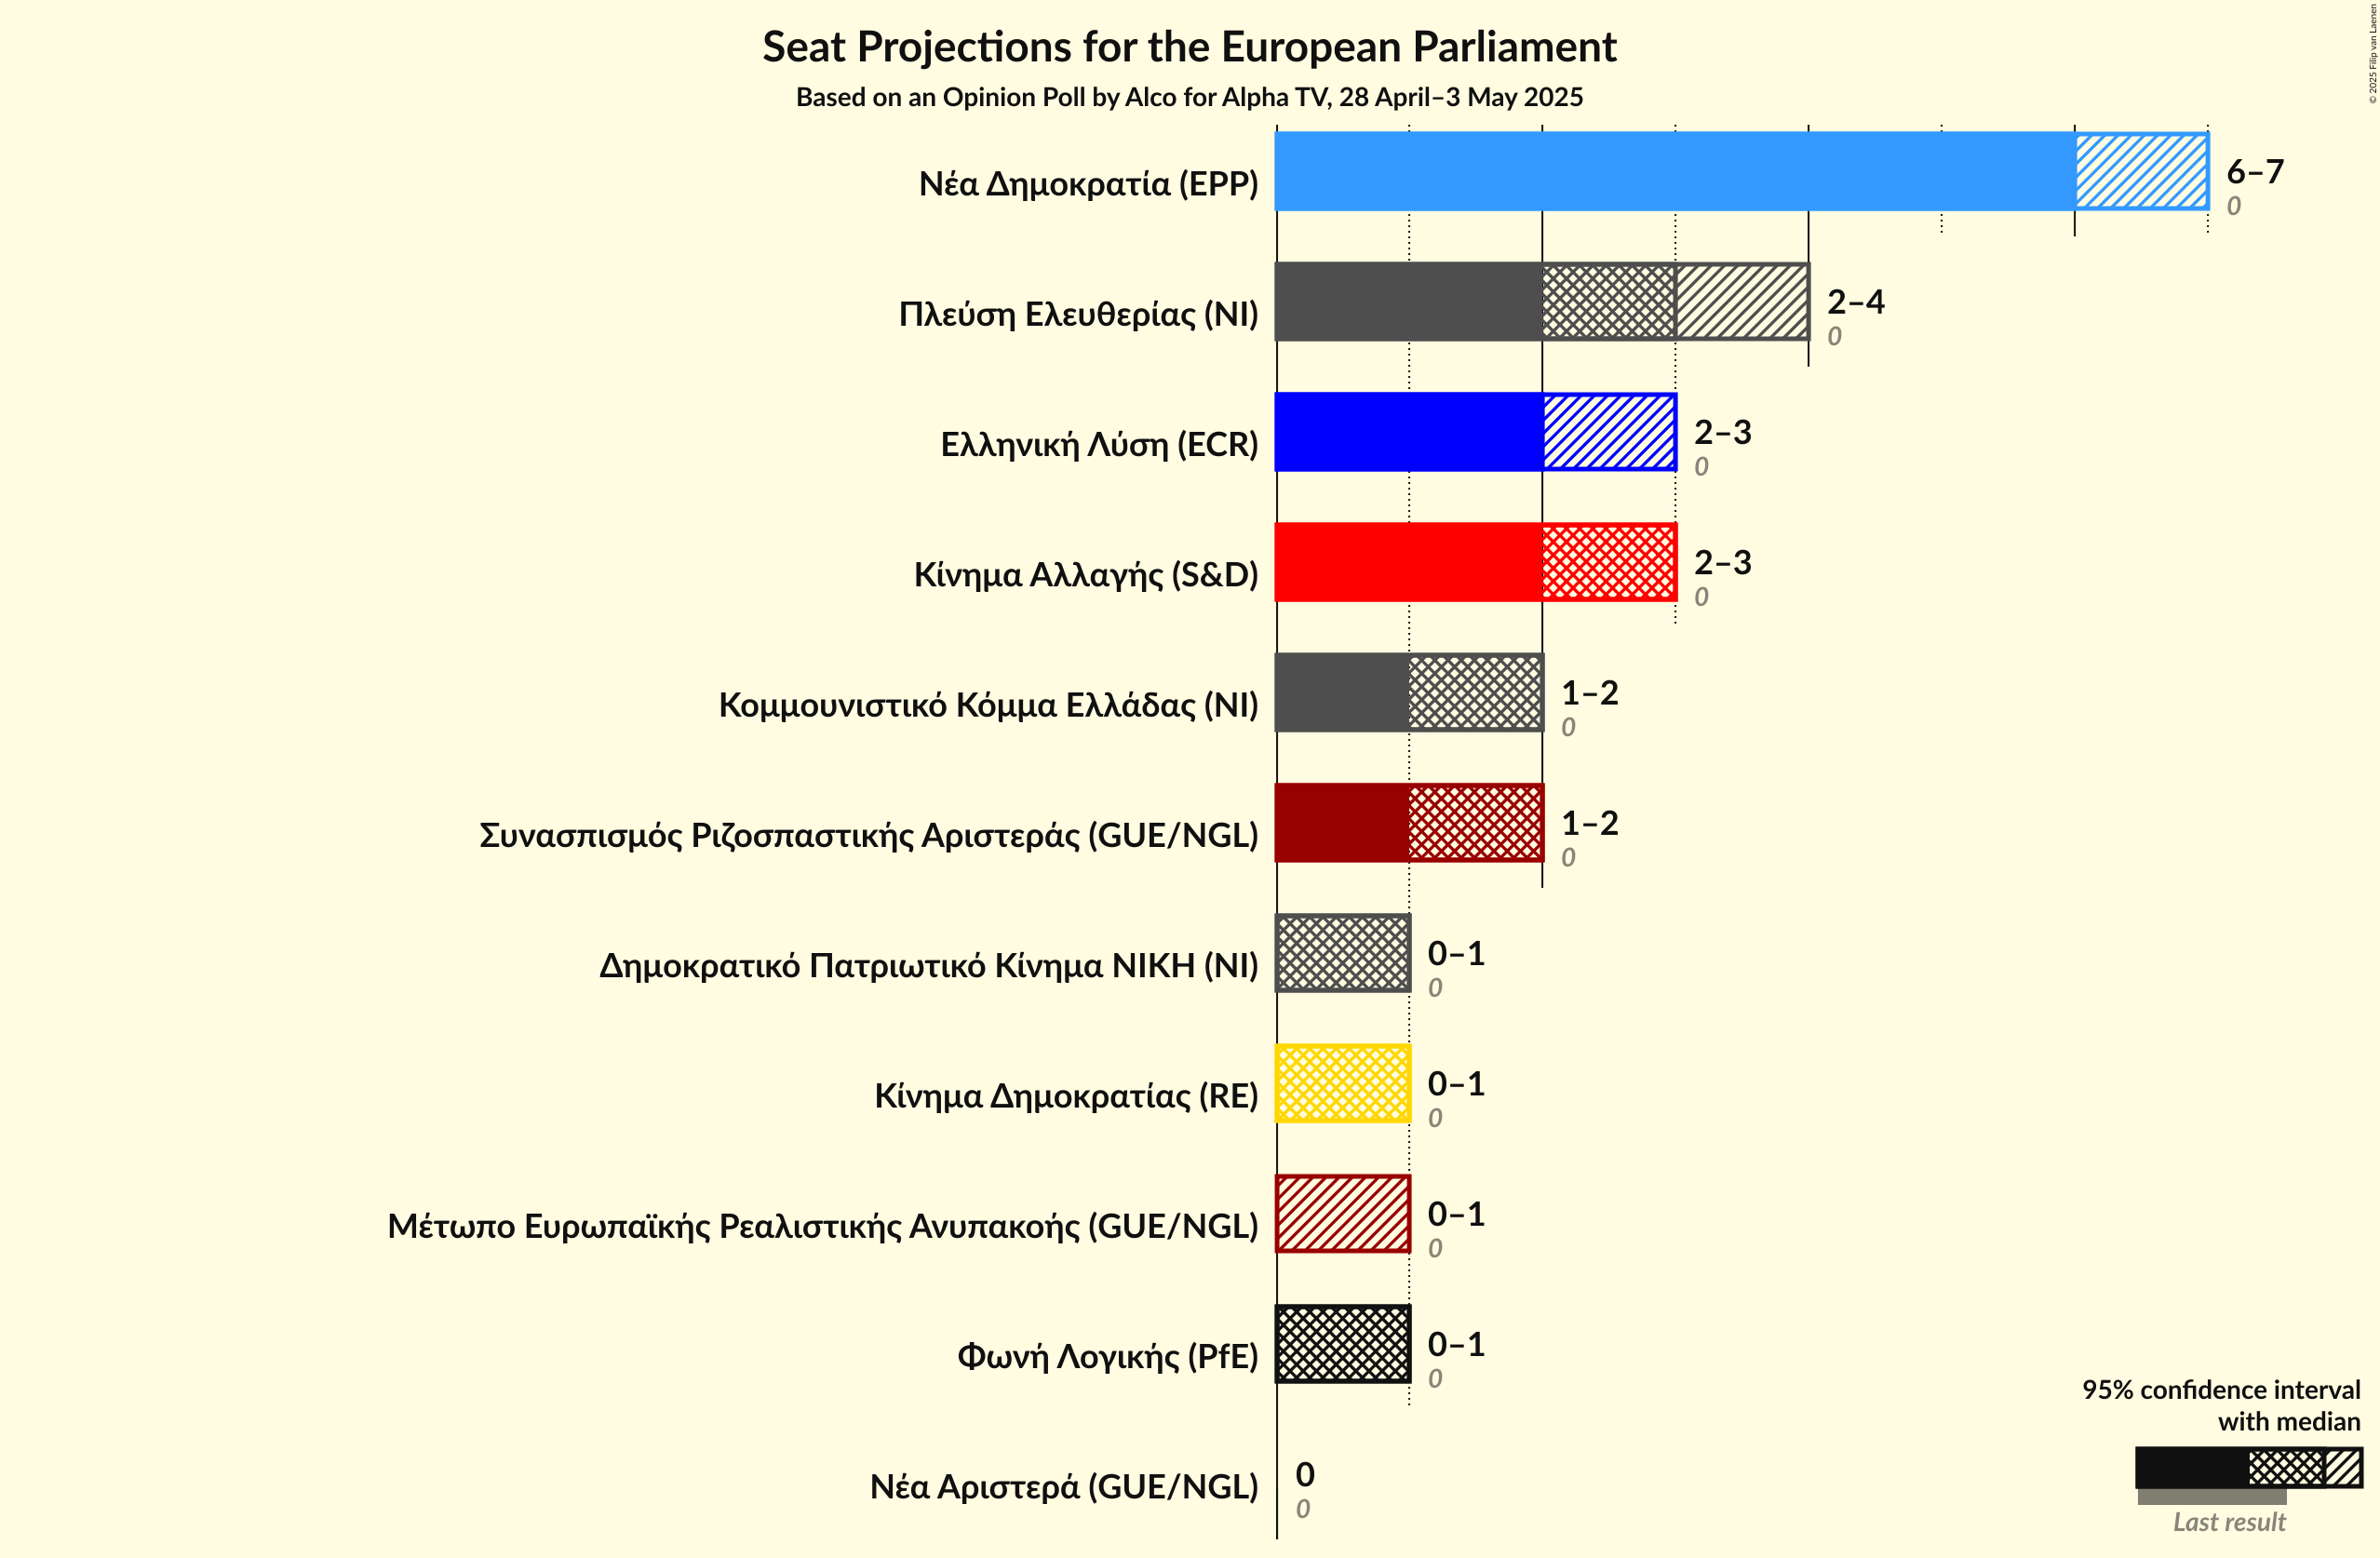 Seat Projections for the European Parliament
Based on an Opinion Poll by Alco for Alpha TV, 28 April–3 May 2025
© 2025 Filip van Laenen
Νέα Δημοκρατία (EPP)
6–7
0
Πλεύση Ελευθερίας (NI)
2–4
0
Ελληνική Λύση (ECR)
2–3
0
Κίνημα Αλλαγής (S&D)
2–3
0
Κομμουνιστικό Κόμμα Ελλάδας (NI)
1–2
0
Συνασπισμός Ριζοσπαστικής Αριστεράς (GUE/NGL)
1–2
0
Δημοκρατικό Πατριωτικό Κίνημα ΝΙΚΗ (NI)
0–1
0
Κίνημα Δημοκρατίας (RE)
0–1
0
Μέτωπο Ευρωπαϊκής Ρεαλιστικής Ανυπακοής (GUE/NGL)
0–1
0
Φωνή Λογικής (PfE)
0–1
0
Νέα Αριστερά (GUE/NGL)
0
0
95% confidence interval
with median
Last result